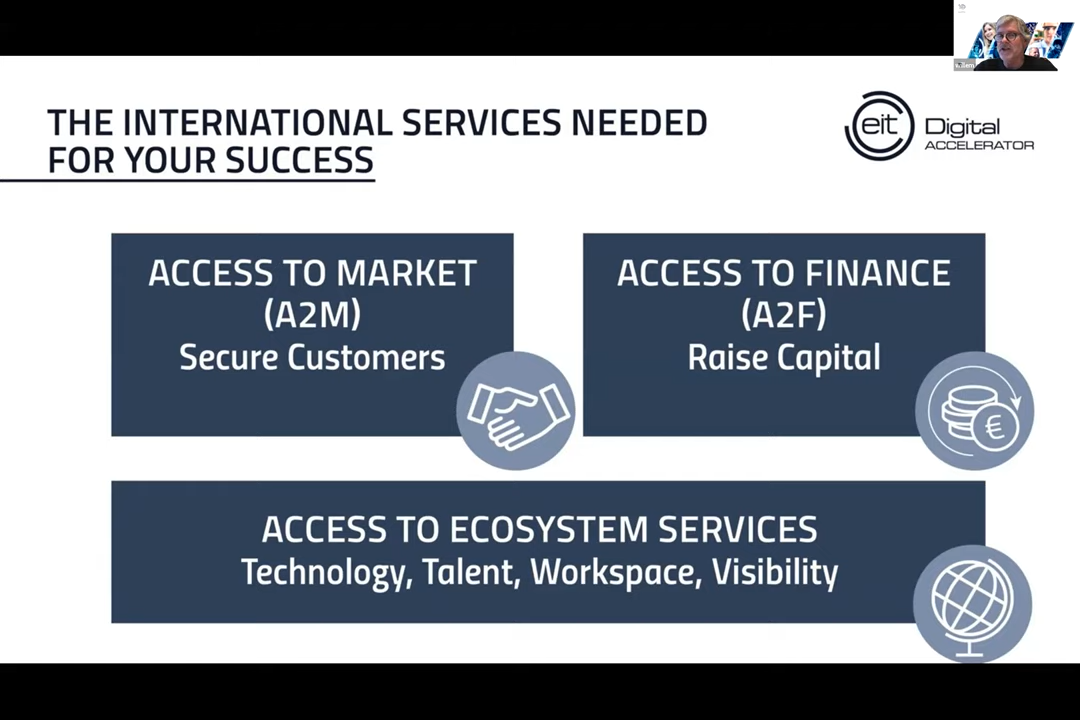 Willem
THE INTERNATIONAL SERVICES NEEDED
FOR YOUR SUCCESS
eit Digital
ACCELERATOR
ACCESS TO MARKET
(A2M)
Secure Customers
ACCESS TO FINANCE
(A2F)
Raise Capital
€
ACCESS TO ECOSYSTEM SERVICES
Technology, Talent, Workspace, Visibility